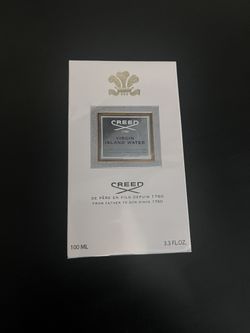 CREED
VIRGIN
ISLAND WATER
CREED
DE PÈRE EN FILS DEPUIS 1760
FROM FATHER TO SON SINCE 1760
100 ML
3.3 FL.OZ.